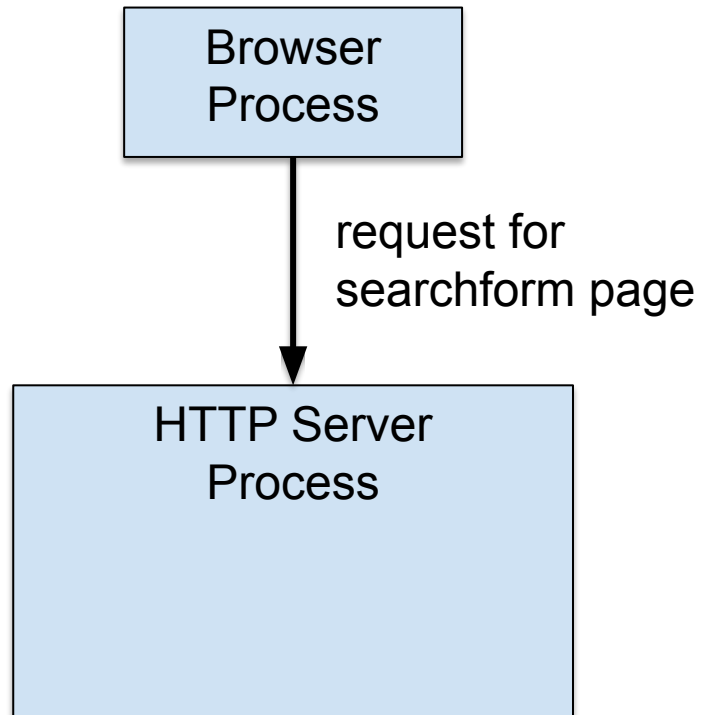 Browser
Process
request for
searchform page
HTTP Server
Process